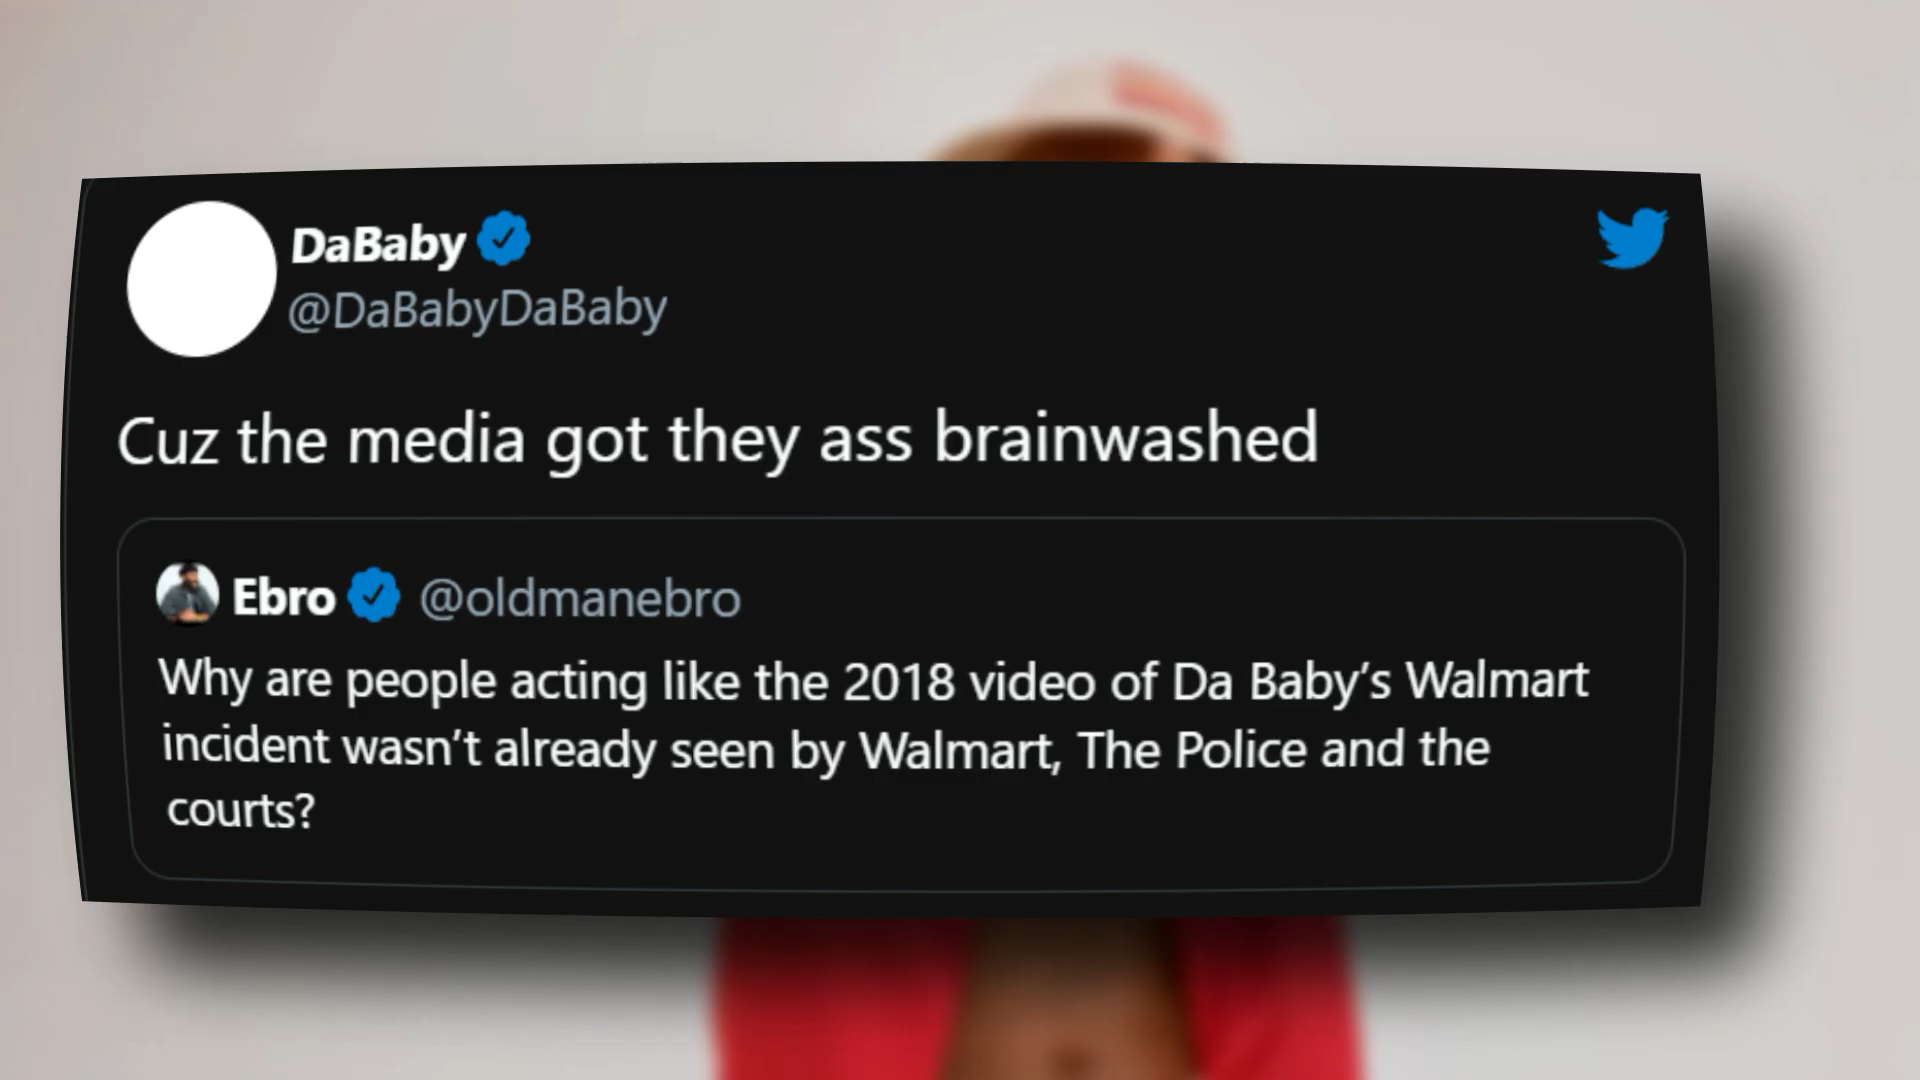 DaBaby
@DaBabyDaBaby
Cuz the media got they ass brainwashed
Ebro @oldmanebro
Why are people acting like the 2018 video of Da Baby’s Walmart
incident wasn’t already seen by Walmart, The Police and the
courts?